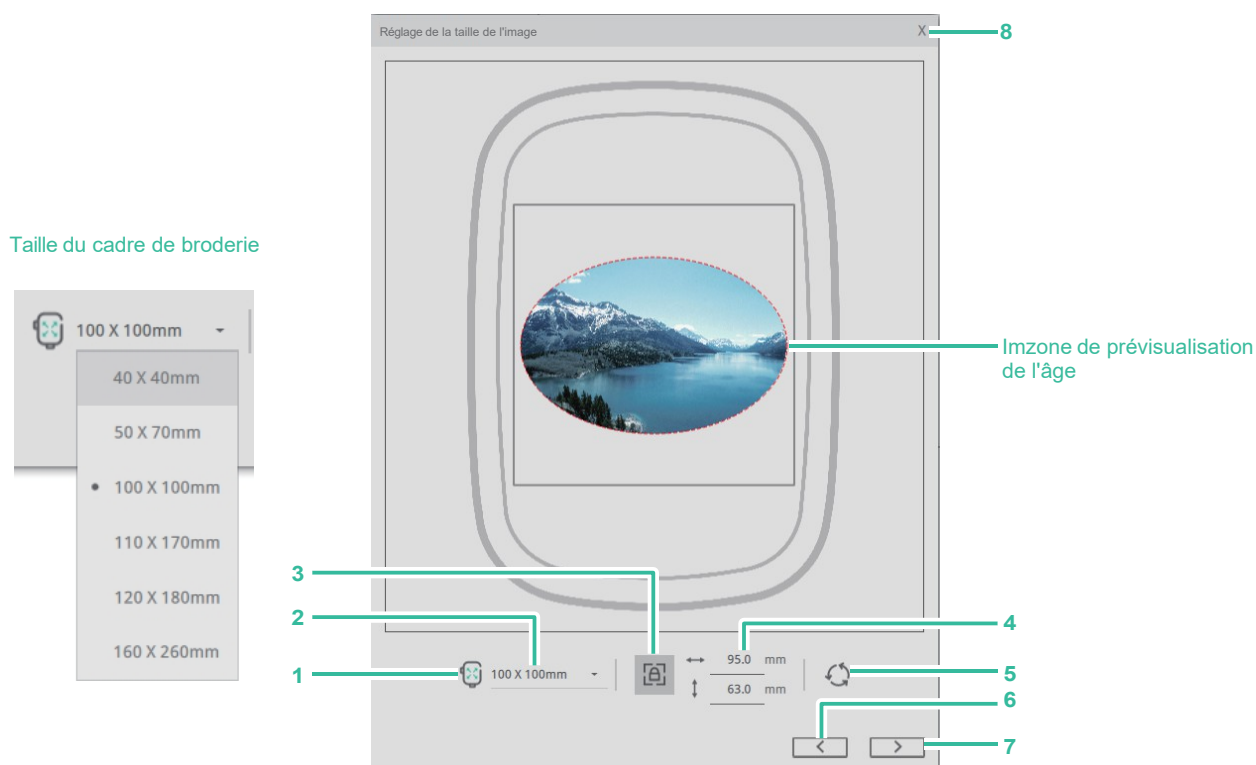 Réglage de la taille de l'image
X
8
Taille du cadre de broderie
100 X 100mm
40 X 40mm
50 X 70mm
100 X 100mm
110 X 170mm
120 X 180mm
160 X 260mm
Imzone de prévisualisation
de l'âge
3
2
1
100 X 100mm
95.0 mm
63.0 mm
4
5
6
7